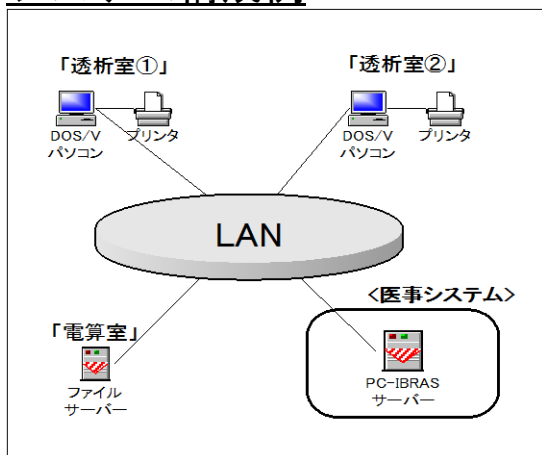 「透析室①」
「透析室②」
DOS/V
パソコン
プリンタ
DOS/V
パソコン
プリンタ
LAN
<医事システム>
「電算室」
ファイル
サーバー
PC-IBRAS
サーバー